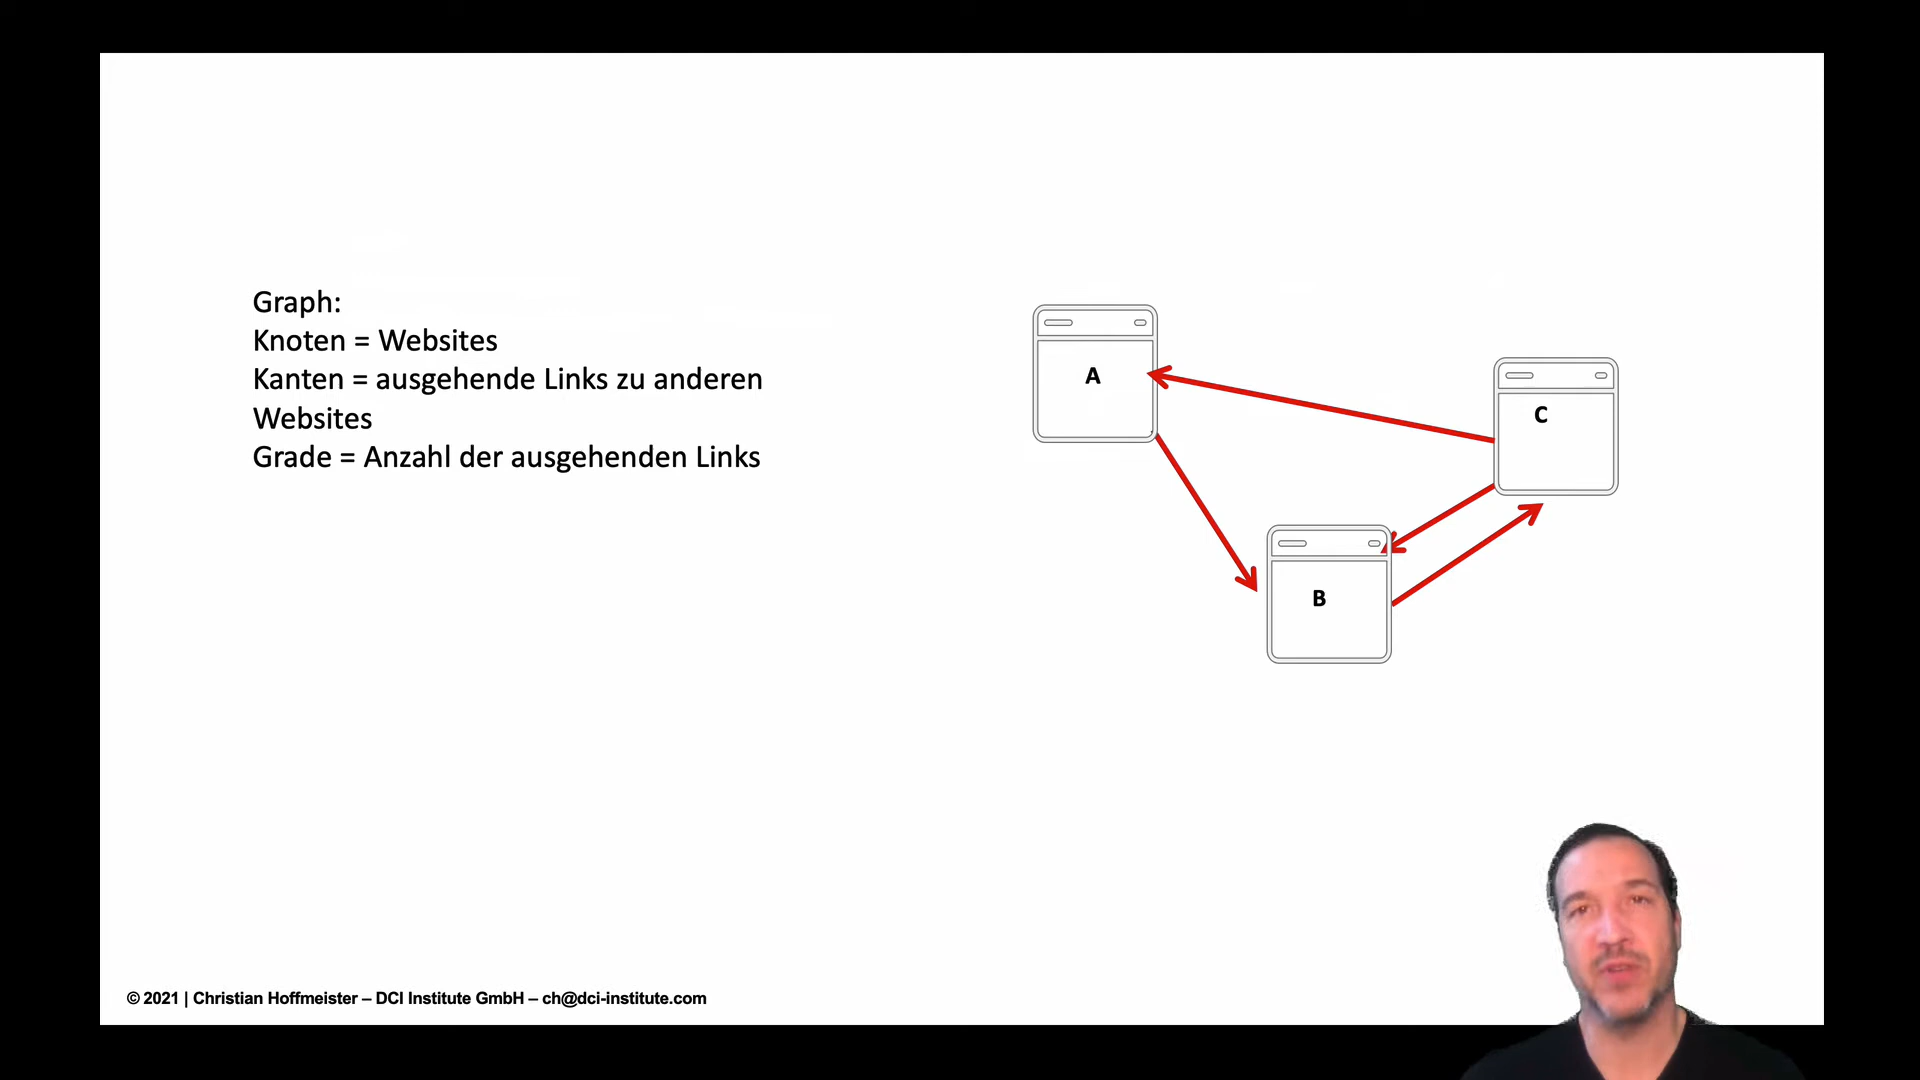 Graph:
Knoten = Websites
Kanten = ausgehende Links zu anderen
Websites
Grade = Anzahl der ausgehenden Links
A
C
B
© 2021 | Christian Hoffmeister – DCI Institute GmbH – ch@dci-institute.com